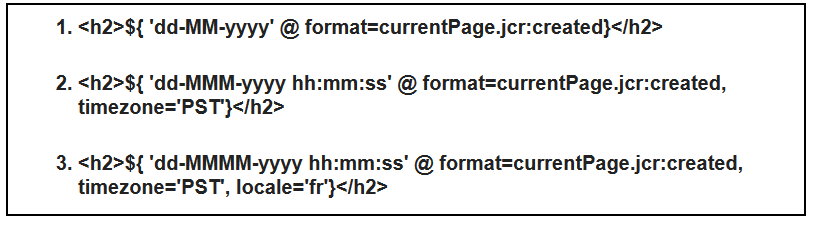 1. <h2>${ 'dd-MM-yyyy' @ format=currentPage.jcr:created}</h2>
2. <h2>${ 'dd-MMM-yyyy hh:mm:ss' @ format=currentPage.jcr:created,
timezone='PST'}</h2>
3. <h2>${ 'dd-MMMM-yyyy hh:mm:ss' @ format=currentPage.jcr:created,
timezone='PST', locale='fr'}</h2>